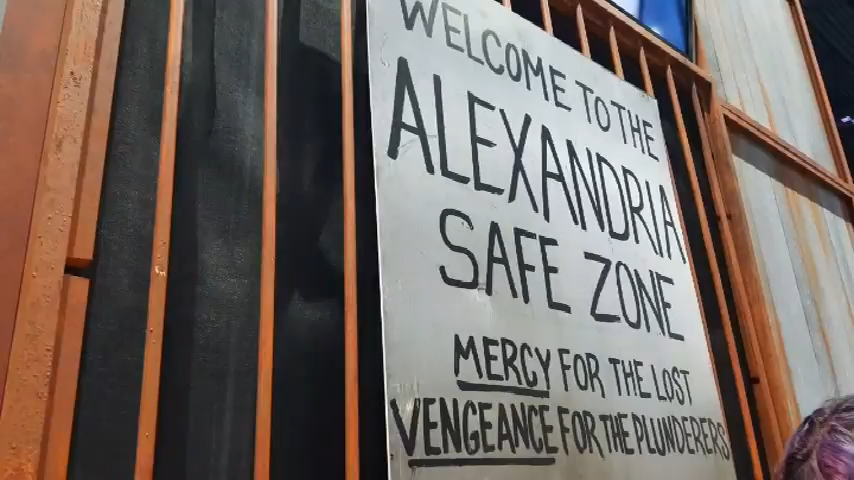 WELCOME TO THE
ALEXANDRIA
SAFE ZONE
MERCY FOR THE LOST
VENGEANCE FOR THE PLUNDERERS